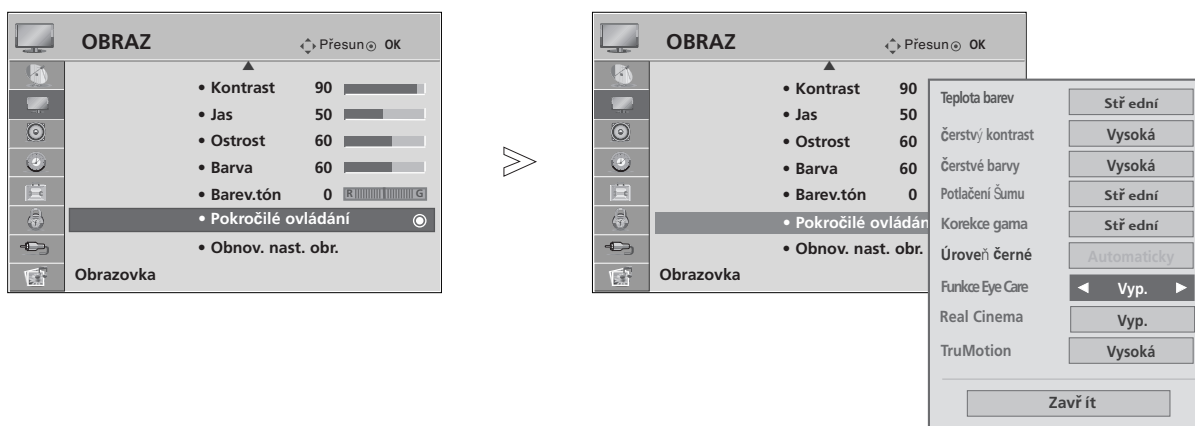 OBRAZ Přesun OK
• Kontrast 90
• Jas 50
• Ostrost 60
• Barva 60
• Barev.tón 0 R G
• Pokročilé ovládání
• Obnov. nast. obr.
Obrazovka
OBRAZ Přesun OK
• Kontrast 90
• Jas 50
• Ostrost 60
• Barva 60
• Barev.tón 0
• Pokročilé ovládán
• Obnov. nast. obr.
Obrazovka
Teplota barev Stř ední
čerstvý kontrast Vysoká
čerstvé barvy Vysoká
Potlačení Šumu Stř ední
Korekce gama Stř ední
Úroveň černé Automaticky
Funkce Eye Care ◄ Vyp. ►
Real Cinema Vyp.
TruMotion Vysoká
Zavř ít